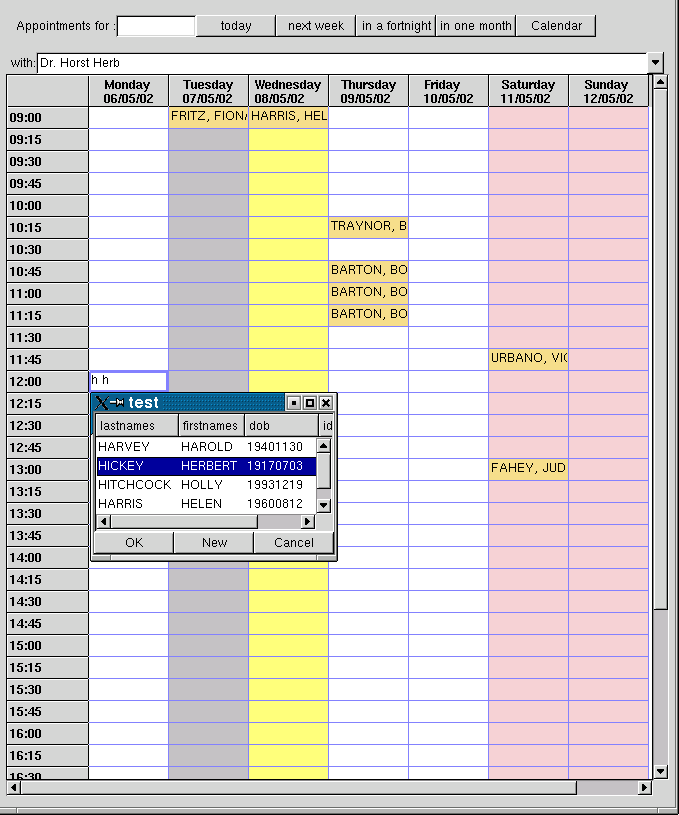 Appointments for : today next week in a fortnight in one month Calendar
with: Dr. Horst Herb
Monday Tuesday Wednesday Thursday Friday Saturday Sunday
06/05/02 07/05/02 08/05/02 09/05/02 10/05/02 11/05/02 12/05/02
09:00 FRITZ, FION HARRIS, HEL
09:15
09:30
09:45
10:00
10:15 TRAYNOR, B
10:30
10:45 BARTON, BO
11:00 BARTON, BO
11:15 BARTON, BO
11:30
11:45 URBANO, VI
12:00 h h
12:15
12:30
12:45
13:00 FAHEY, JUD
13:15
13:30
13:45
14:00
14:15
14:30
14:45
15:00
15:15
15:30
15:45
16:00
16:15
16:30
test
lastnames firstnames dob id
HARVEY HAROLD 19401130
HICKEY HERBERT 19170703
HITCHCOCK HOLLY 19931219
HARRIS HELEN 19600812
OK New Cancel